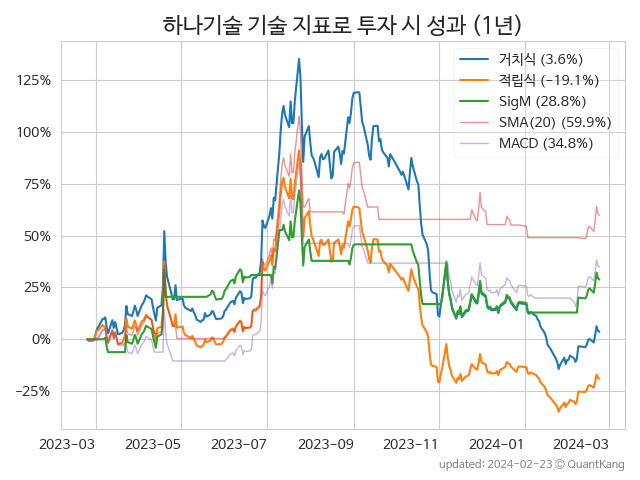 하나기술 기술 지표로 투자 시 성과 (1년)
거치식 (3.6%)
적립식 (−19.1%)
SigM (28.8%)
SMA(20) (59.9%)
MACD (34.8%)
125%
100%
75%
50%
25%
0%
−25%
2023-03 2023-05 2023-07 2023-09 2023-11 2024-01 2024-03
updated: 2024-02-23 ⓒ QuantKang